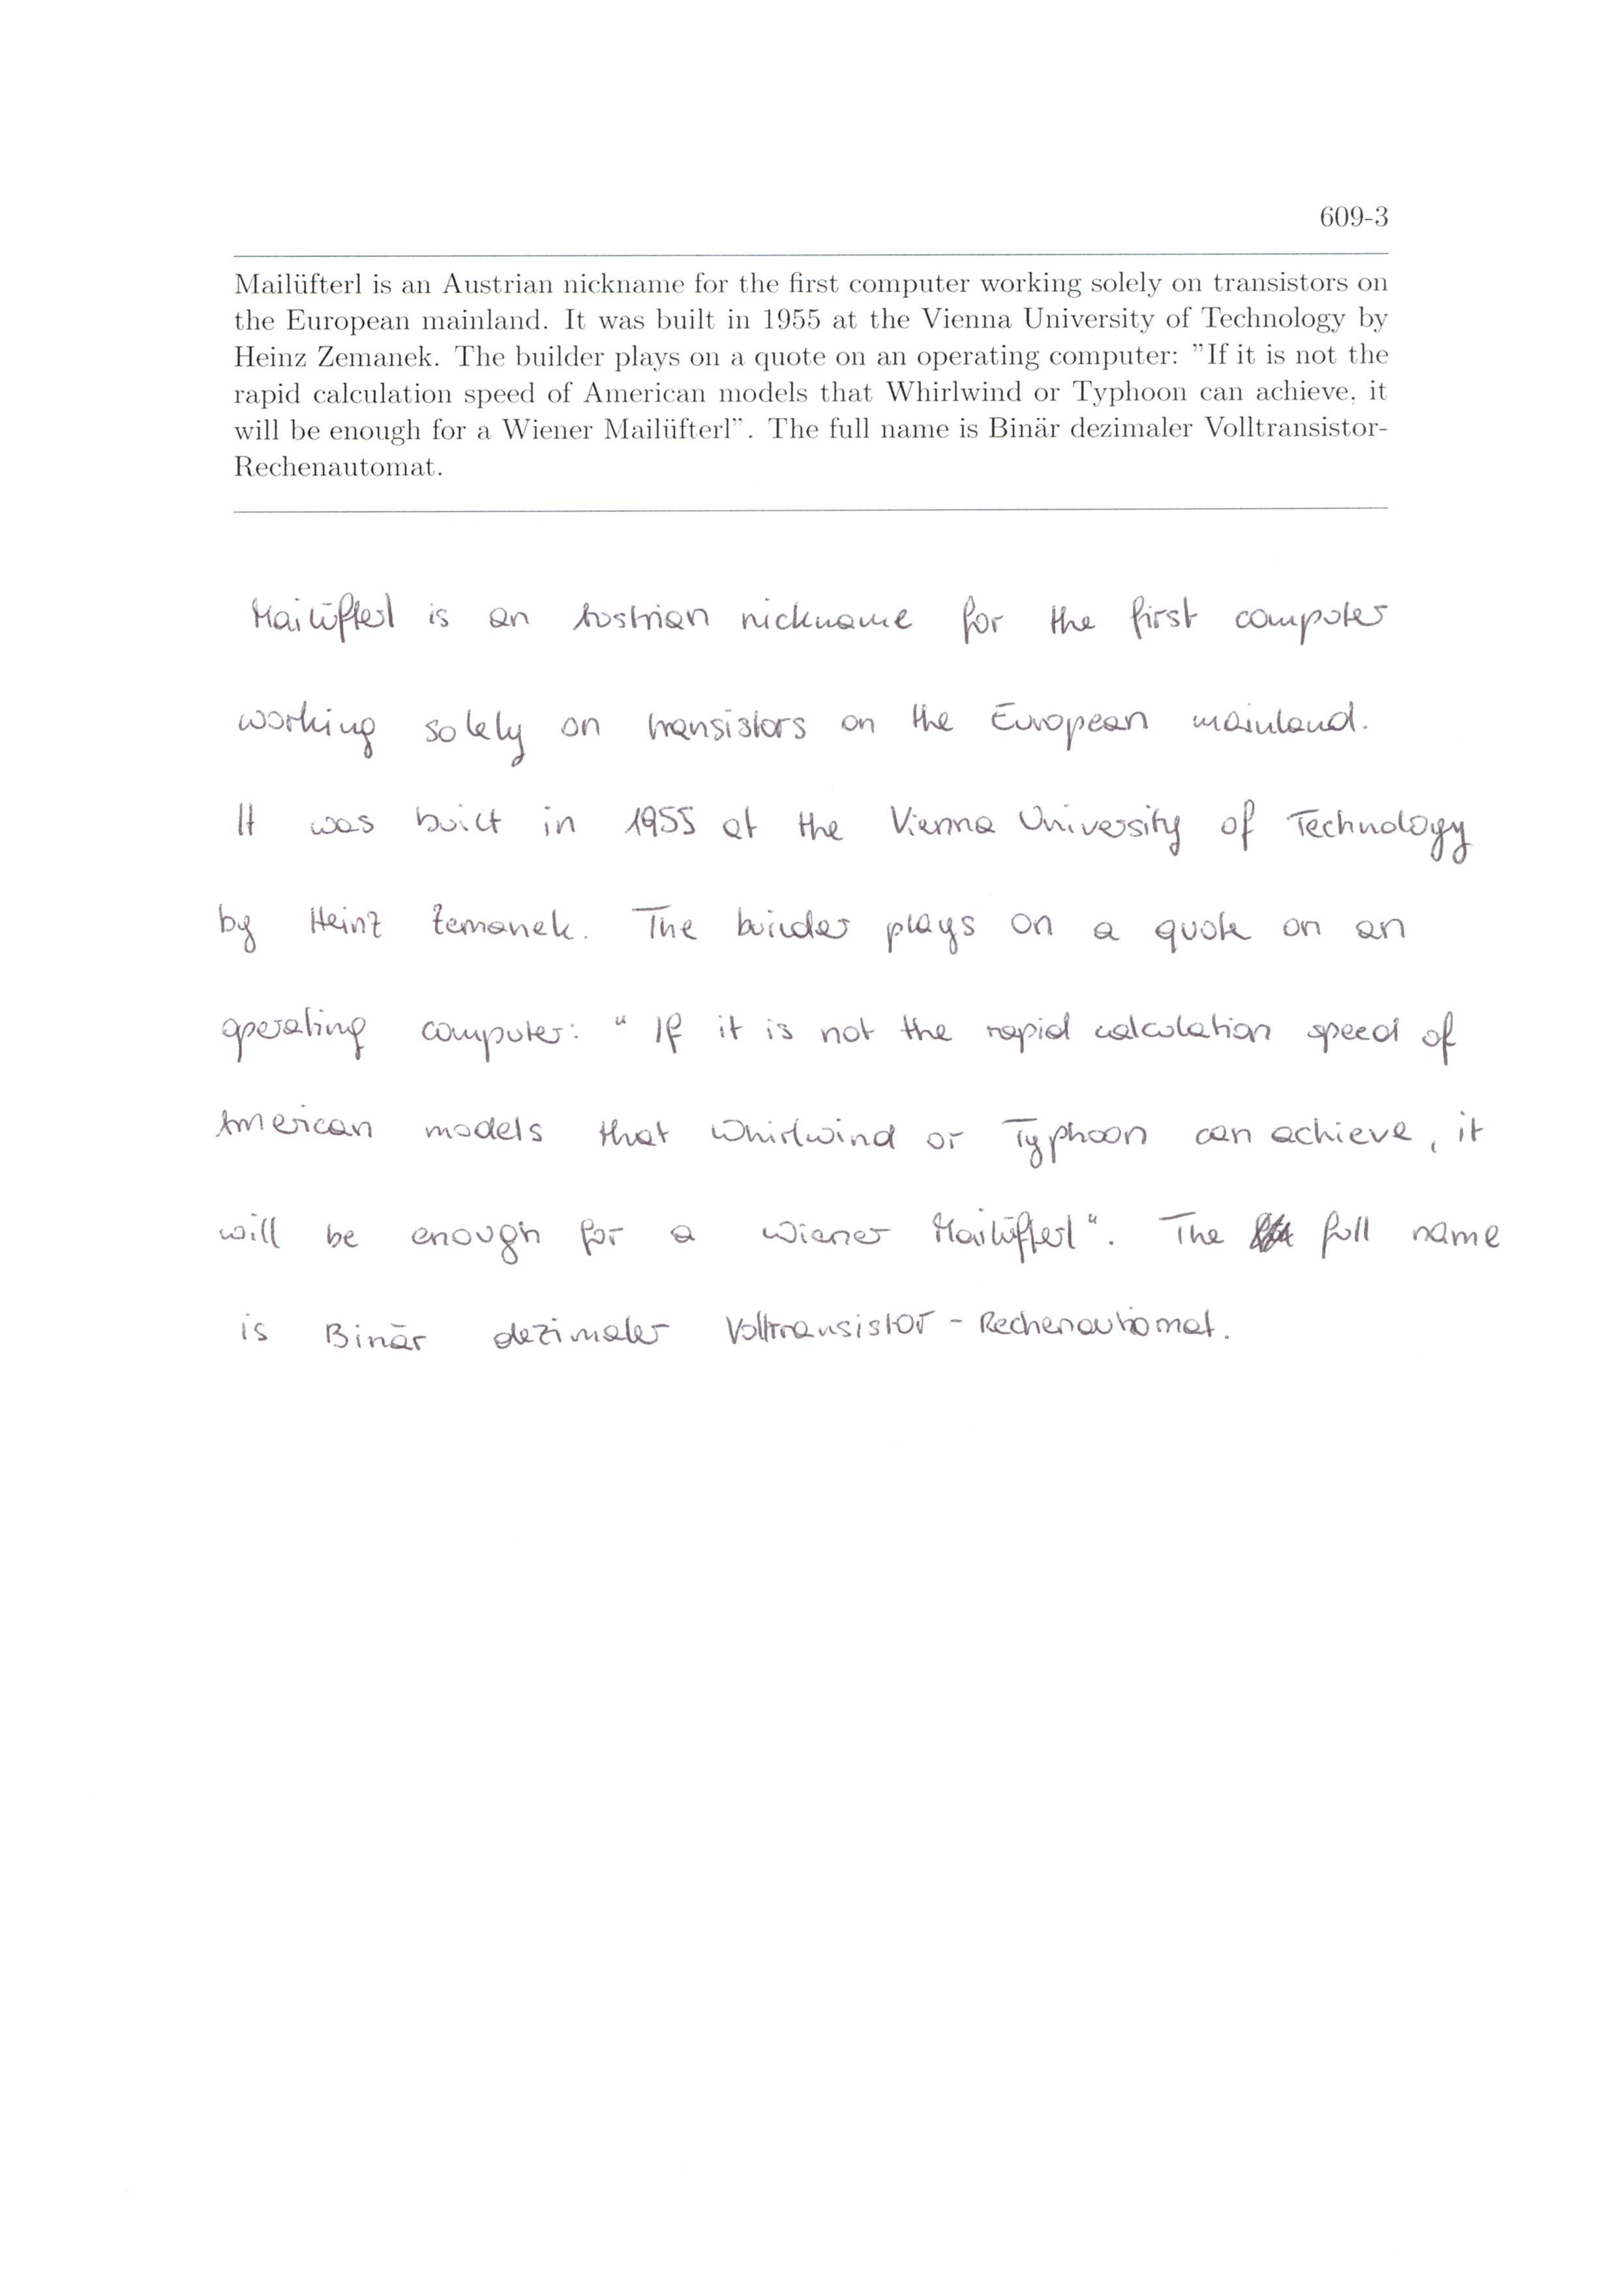 609-3
Mailüfterl is an Austrian nickname for the first computer working solely on transistors on
the European mainland. It was built in 1955 at the Vienna University of Technology by
Heinz Zemanek. The builder plays on a quote on an operating computer: ”If it is not the
rapid calculation speed of American models that Whirlwind or Typhoon can achieve, it
will be enough for a Wiener Mailüfterl”. The full name is Binär dezimaler Volltransistor-
Rechenautomat.
Mailüfterl is an Austrian nickname for the first computer
working solely on transistors on the European mainland.
It was built in 1955 at the Vienna University of Technology
by Heinz Zemanek. The builder plays on a quote on an
operating computer: “If it is not the rapid calculation speed of
American models that Whirlwind or Typhoon can achieve, it
will be enough for a Wiener Mailüfterl“. The full name
is Binär dezimaler Volltransistor - Rechenautomat.